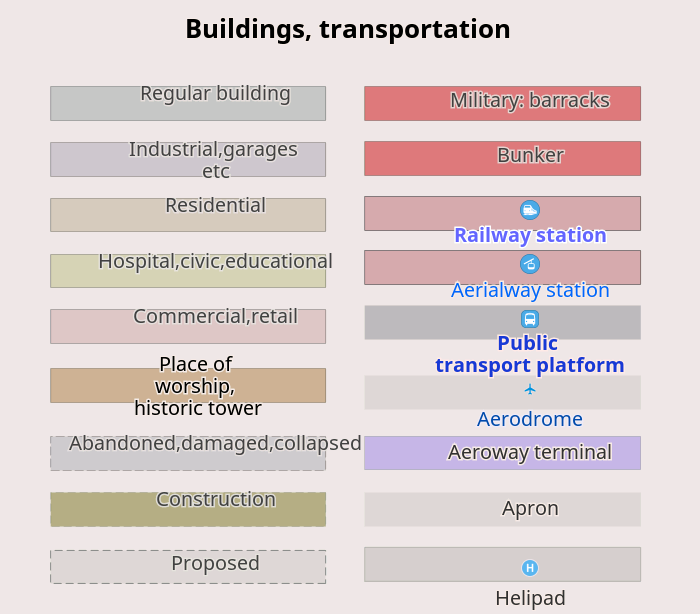 Buildings, transportation
Regular building
Industrial,garages
etc
Residential
Hospital,civic,educational
Commercial,retail
Place of
worship,
historic tower
Abandoned,damaged,collapsed
Construction
Proposed
Military: barracks
Bunker
Railway station
Aerialway station
Public
transport platform
Aerodrome
Aeroway terminal
Apron
H
Helipad